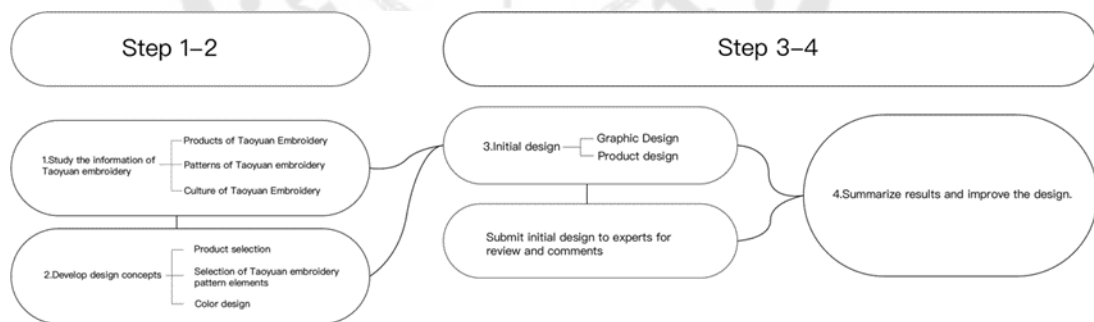 Step 1-2
Step 3-4
1.Study the information of
Taoyuan embroidery
Products of Taoyuan Embroidery
Patterns of Taoyuan embroidery
Culture of Taoyuan Embroidery
2.Develop design concepts
Product selection
Selection of Taoyuan embroidery
pattern elements
Color design
3.Initial design
Graphic Design
Product design
Submit initial design to experts for
review and comments
4.Summarize results and improve the design.